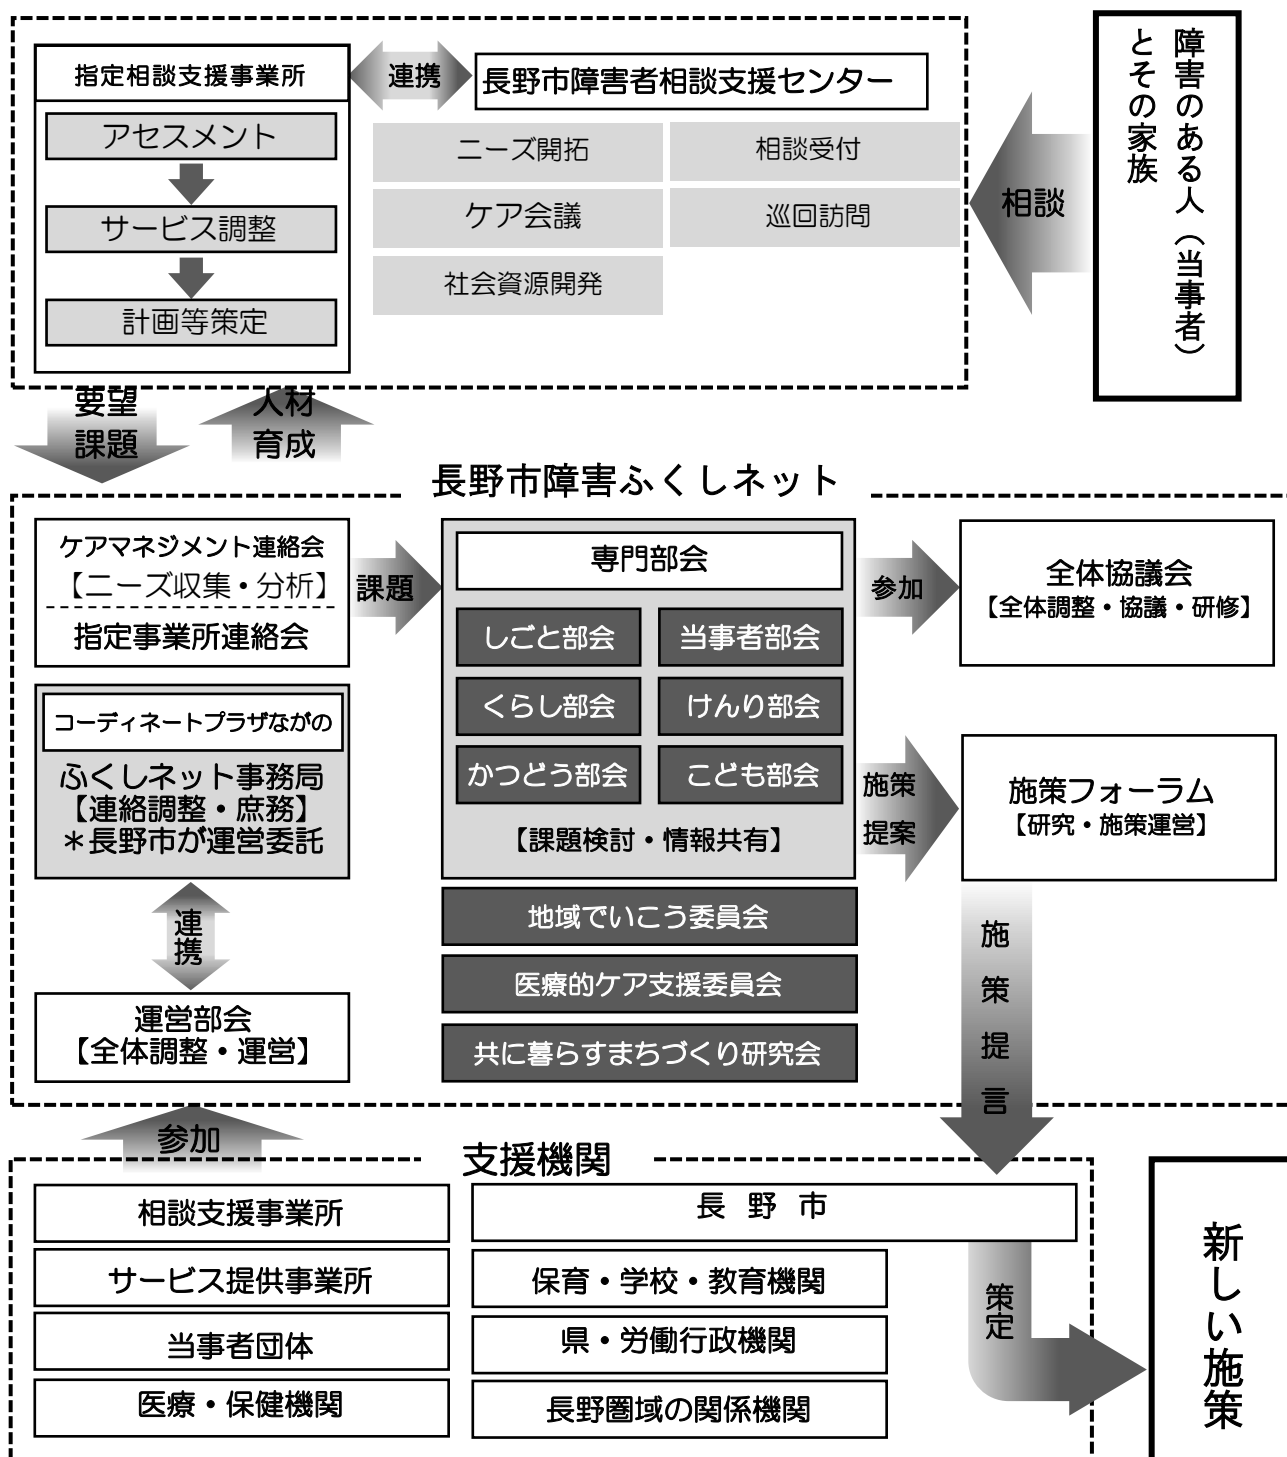 指定相談支援事業所
アセスメント
サービス調整
計画等策定
連携
長野市障害者相談支援センター
ニーズ開拓
相談受付
ケア会議
巡回訪問
社会資源開発
相談
障害のある人（当事者）
とその家族
要望
課題
人材
育成
長野市障害ふくしネット
ケアマネジメント連絡会
【ニーズ収集・分析】
指定事業所連絡会
課題
専門部会
しごと部会
当事者部会
くらし部会
けんり部会
かつどう部会
こども部会
【課題検討・情報共有】
参加
全体協議会
【全体調整・協議・研修】
コーディネートプラザながの
ふくしネット事務局
【連絡調整・庶務】
＊長野市が運営委託
施策
提案
施策フォーラム
【研究・施策運営】
連携
運営部会
【全体調整・運営】
地域でいこう委員会
医療的ケア支援委員会
共に暮らすまちづくり研究会
施策提言
参加
支援機関
相談支援事業所
サービス提供事業所
当事者団体
医療・保健機関
長 野 市
保育・学校・教育機関
県・労働行政機関
長野圏域の関係機関
策定
新しい施策